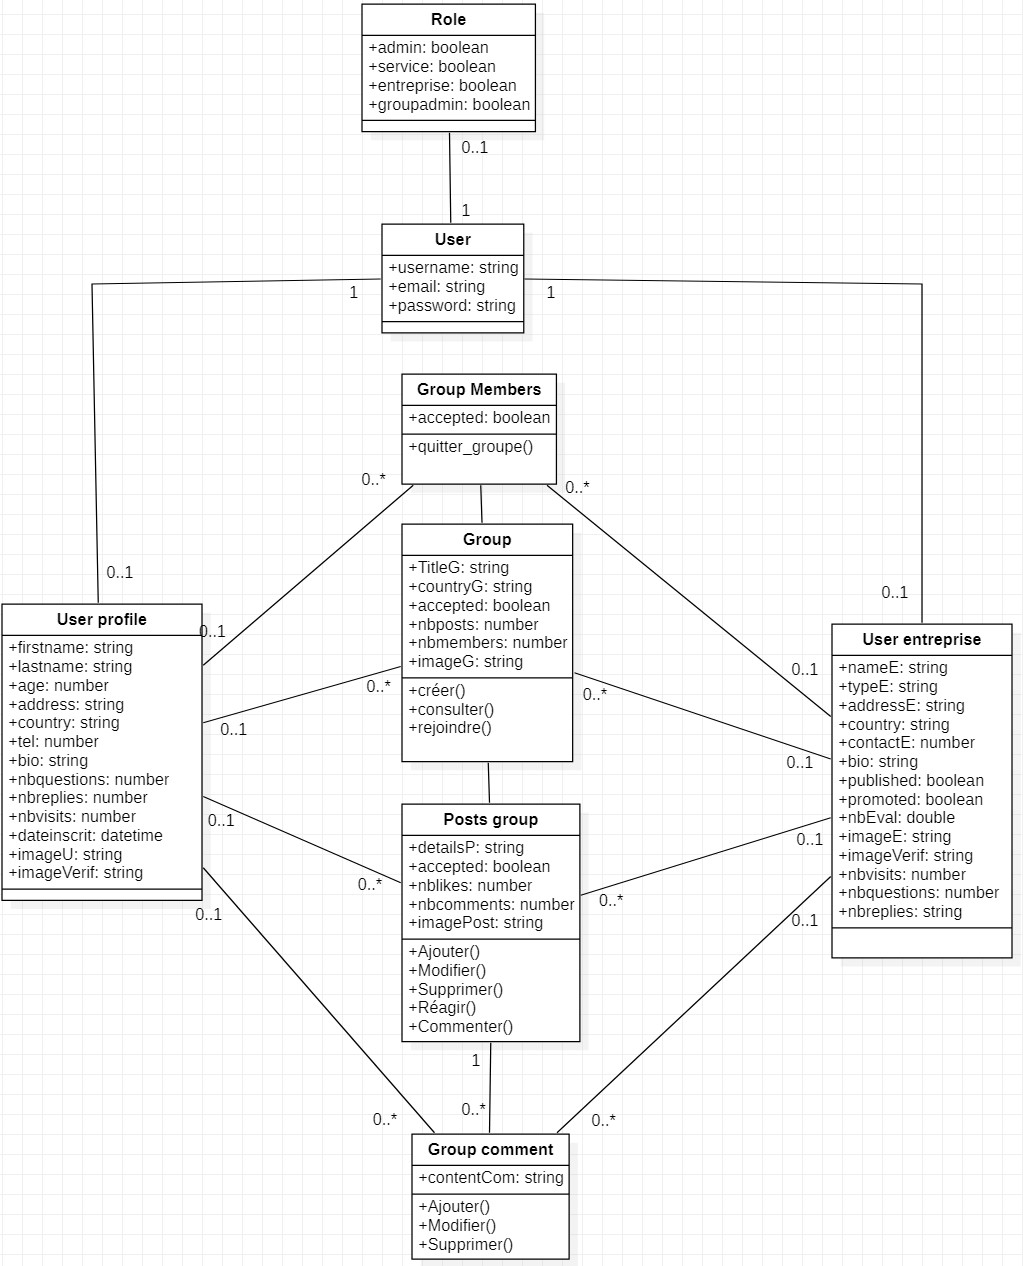 Role
+admin: boolean
+service: boolean
+entreprise: boolean
+groupadmin: boolean
0..1
1
User
+username: string
+email: string
+password: string
1
1
Group Members
+accepted: boolean
+quitter_groupe()
0..*
0..*
Group
+TitleG: string
+countryG: string
+accepted: boolean
+nbposts: number
+nbmembers: number
+imageG: string
+créer()
+consulter()
+rejoindre()
0..1
0..1
User profile
+firstname: string
+lastname: string
+age: number
+address: string
+country: string
+tel: number
+bio: string
+nbquestions: number
+nbreplies: number
+nbvisits: number
+dateinscrit: datetime
+imageU: string
+imageVerif: string
0..1
0..1
0..1
0..1
0..*
0..*
0..*
0..*
User entreprise
+nameE: string
+typeE: string
+addressE: string
+country: string
+contactE: number
+bio: string
+published: boolean
+promoted: boolean
+nbEval: double
+imageE: string
+imageVerif: string
+nbvisits: number
+nbquestions: number
+nbreplies: string
0..1
0..1
0..1
0..1
Posts group
+detailsP: string
+accepted: boolean
+nblikes: number
+nbcomments: number
+imagePost: string
+Ajouter()
+Modifier()
+Supprimer()
+Réagir()
+Commenter()
1
0..*
0..*
0..*
Group comment
+contentCom: string
+Ajouter()
+Modifier()
+Supprimer()